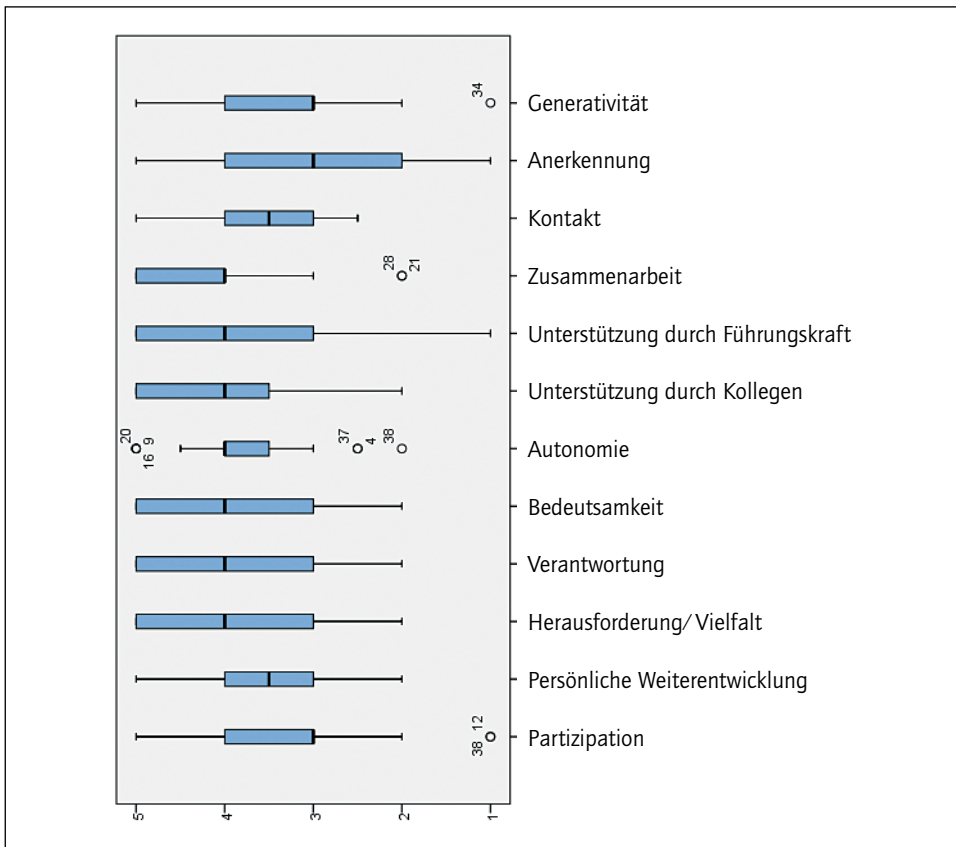 34
Generativität
Anerkennung
Kontakt
28
21
Zusammenarbeit
Unterstützung durch Führungskraft
Unterstützung durch Kollegen
20
16 9
37
4
38
Autonomie
Bedeutsamkeit
Verantwortung
Herausforderung/Vielfalt
Persönliche Weiterentwicklung
38 12
Partizipation
5
4
3
2
1